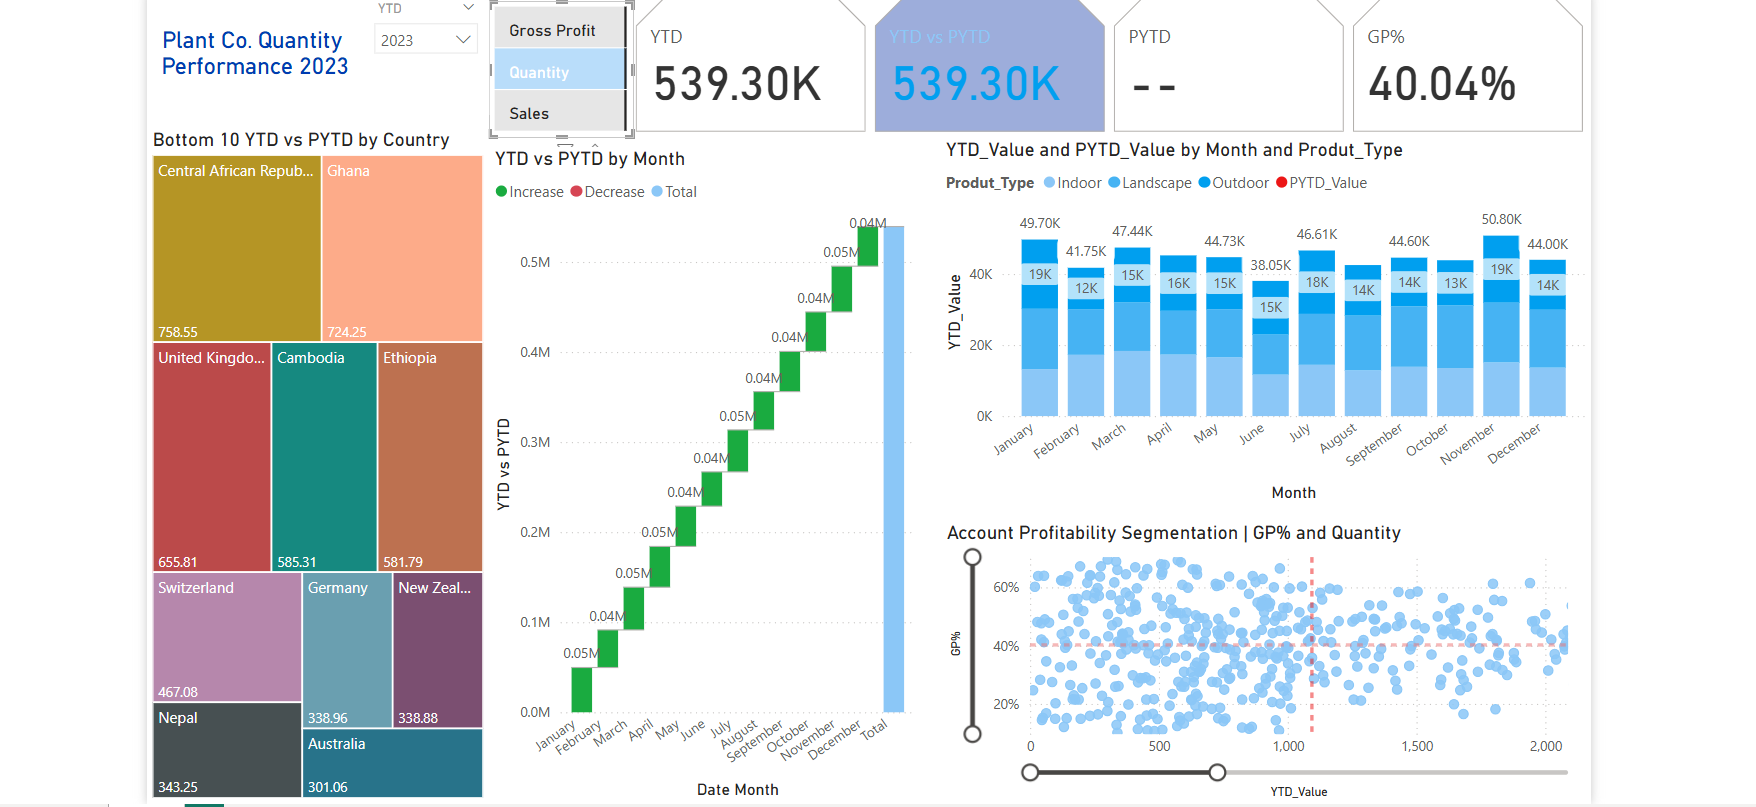 YTD
Plant Co. Quantity
Performance 2023
2023
Gross Profit
Quantity
Sales
YTD
539.30K
YTD vs PYTD
539.30K
PYTD
--
GP%
40.04%
Bottom 10 YTD vs PYTD by Country
Central African Repub...
758.55
Ghana
724.25
United Kingdo...
655.81
Cambodia
585.31
Ethiopia
581.79
Switzerland
467.08
Germany
338.96
New Zeal...
338.88
Nepal
343.25
Australia
301.06
YTD vs PYTD by Month
Increase Decrease Total
YTD vs PYTD
0.5M
0.4M
0.3M
0.2M
0.1M
0.0M
0.05M
0.04M
0.05M
0.05M
0.04M
0.04M
0.05M
0.04M
0.04M
0.04M
0.05M
0.04M
January
February
March
April
May
June
July
August
September
October
November
December
Total
Date Month
YTD_Value and PYTD_Value by Month and Produt_Type
Produt_Type Indoor Landscape Outdoor PYTD_Value
YTD_Value
40K
20K
0K
49.70K
41.75K
47.44K
44.73K
38.05K
46.61K
44.60K
50.80K
44.00K
19K
12K
15K
16K
15K
15K
18K
14K
14K
13K
19K
14K
January
February
March
April
May
June
July
August
September
October
November
December
Month
Account Profitability Segmentation | GP% and Quantity
GP%
60%
40%
20%
0
500
1,000
1,500
2,000
YTD_Value